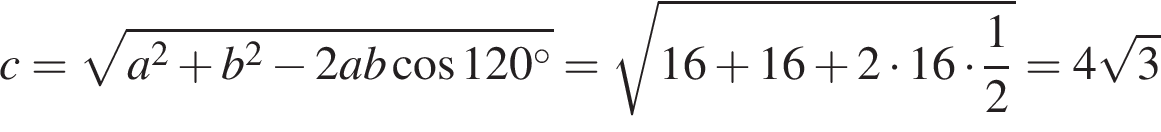 c = √(a² + b² − 2ab cos 120°) = √(16 + 16 + 2 · 16 · 1/2) = 4√3